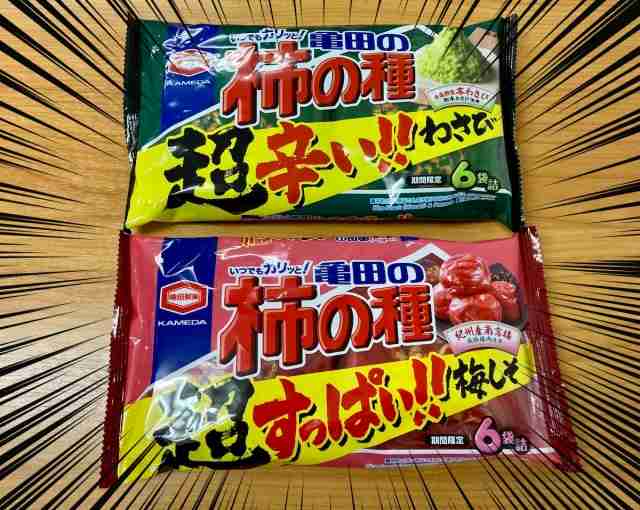 いつでもカリッと!
亀田の
柿の種
KAMEDA
超辛い!!わさび
期間限定
6袋詰
亀田製菓
KAMEDA
いつでもカリッと!
亀田の
柿の種
紀州産南高梅
超すっぱい!!梅しそ
期間限定
6袋詰